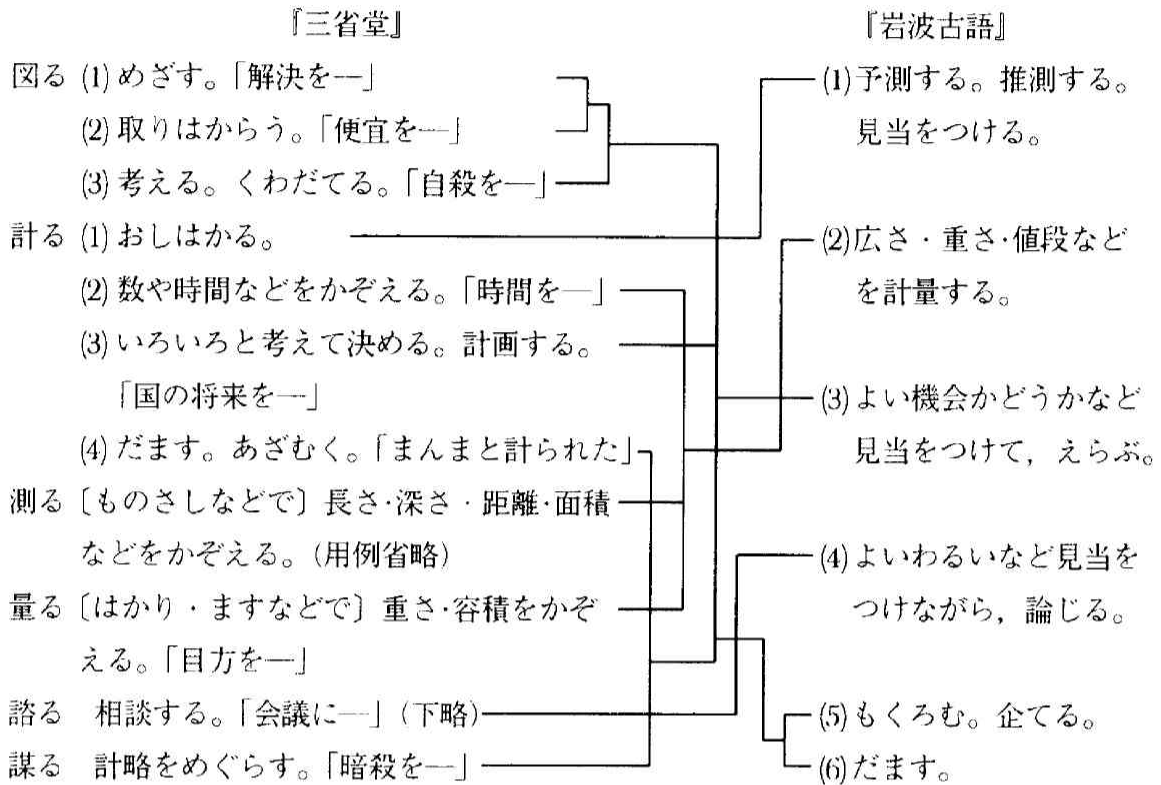 『三省堂』
図る (1) めざす。「解決を―」
(2) 取りはからう。「便宜を―」
(3) 考える。くわだてる。「自殺を―」
計る (1) おしはかる。
(2) 数や時間などをかぞえる。「時間を―」
(3) いろいろと考えて決める。計画する。
「国の将来を―」
(4) だます。あざむく。「まんまと計られた」
測る〔ものさしなどで〕長さ・深さ・距離・面積
などをかぞえる。(用例省略)
量る〔はかり・ますなどで〕重さ・容積をかぞ
える。「目方を―」
諮る 相談する。「会議に―」(下略)
謀る 計略をめぐらす。「暗殺を―」
『岩波古語』
(1) 予測する。推測する。
見当をつける。
(2) 広さ・重さ・値段など
を計量する。
(3) よい機会かどうかなど
見当をつけて，えらぶ。
(4) よいわるいなど見当を
つけながら，論じる。
(5) もくろむ。企てる。
(6) だます。